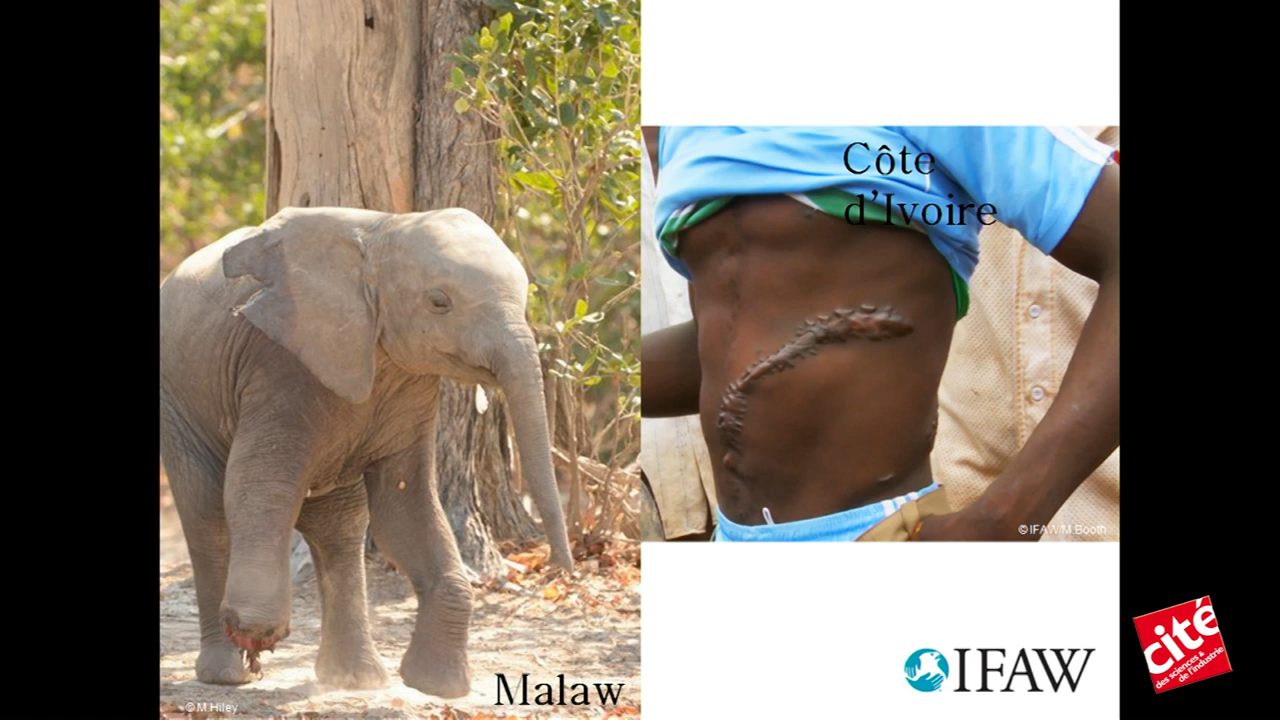 Côte
d'Ivoire
©IFAW/M.Booth
IFAW
cité
des sciences &
de l'industrie
Malaw
©M Hiley